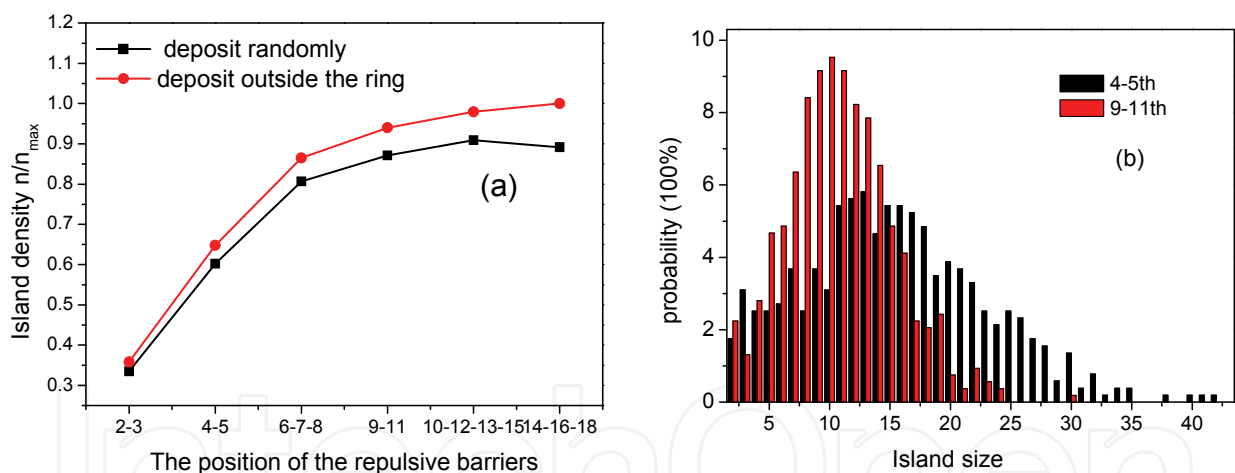 1.2
1.1
1.0
0.9
0.8
0.7
0.6
0.5
0.4
0.3
Island density n/n_max
deposit randomly
deposit outside the ring
(a)
2-3 4-5 6-7-8 9-11 10-12-13-15 14-16-18
The position of the repulsive barriers
10
8
6
4
2
0
probability (100%)
4-5th
9-11th
(b)
5 10 15 20 25 30 35 40
Island size
IntechOpen